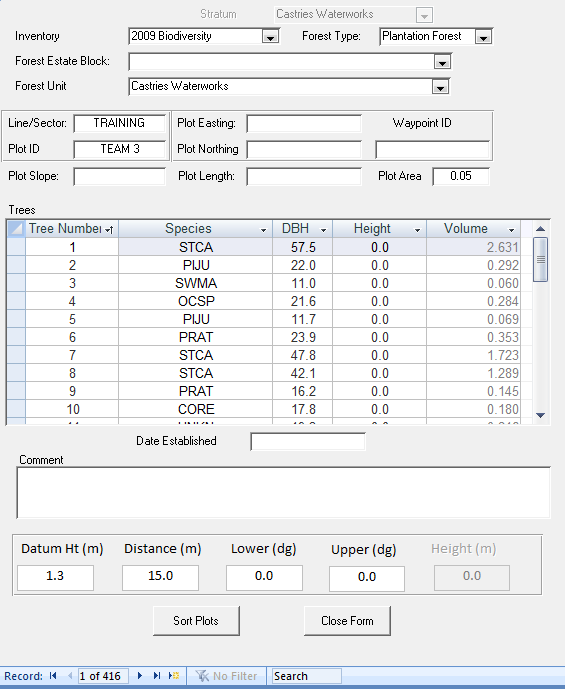 Stratum Castries Waterworks
Inventory 2009 Biodiversity Forest Type: Plantation Forest
Forest Estate Block:
Forest Unit Castries Waterworks
Line/Sector: TRAINING Plot Easting: Waypoint ID
Plot ID TEAM 3 Plot Northing
Plot Slope: Plot Length: Plot Area 0.05
Trees
Tree Number Species DBH Height Volume
1 STCA 57.5 0.0 2.631
2 PIJU 22.0 0.0 0.292
3 SWMA 11.0 0.0 0.060
4 OCSP 21.6 0.0 0.284
5 PIJU 11.7 0.0 0.069
6 PRAT 23.9 0.0 0.353
7 STCA 47.8 0.0 1.723
8 STCA 42.1 0.0 1.289
9 PRAT 16.2 0.0 0.145
10 CORE 17.8 0.0 0.180
Date Established
Comment
Datum Ht (m) Distance (m) Lower (dg) Upper (dg) Height (m)
1.3 15.0 0.0 0.0 0.0
Sort Plots Close Form
Record: 1 of 416 No Filter Search